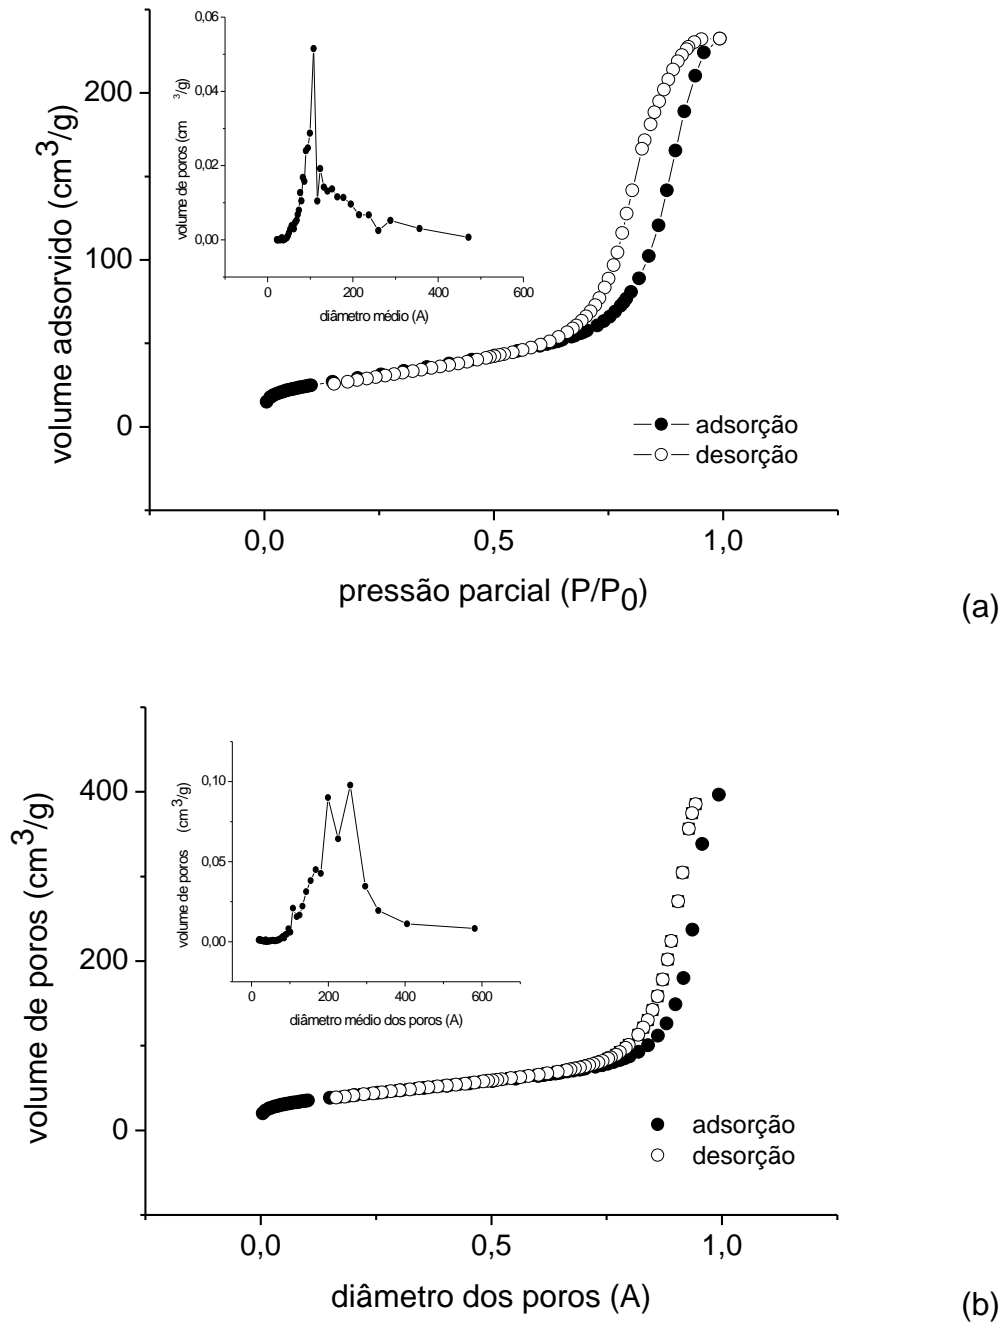 0,06
0,04
0,02
0,00
volume de poros (cm 3/g)
0 200 400 600
diâmetro médio (A)
200
100
0
volume adsorvido (cm3/g)
adsorção
desorção
0,0 0,5 1,0
pressão parcial (P/P0)
(a)
0,10
0,05
0,00
volume de poros (cm3/g)
0 200 400 600
diâmetro médio dos poros (A)
400
200
0
volume de poros (cm3/g)
adsorção
desorção
0,0 0,5 1,0
diâmetro dos poros (A)
(b)